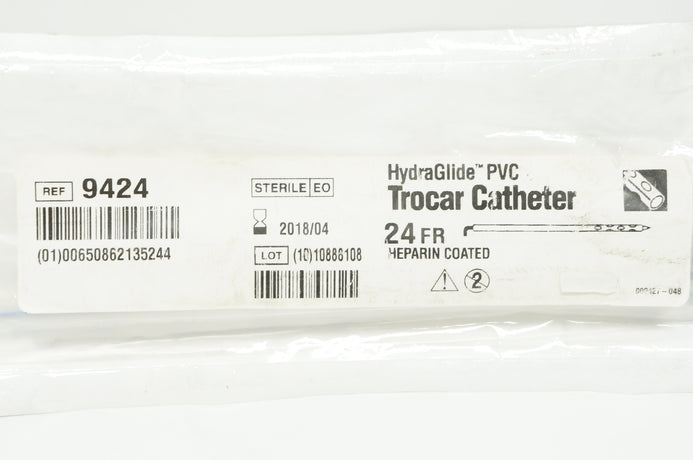 REF 9424
(01)00650862135244
STERILE EO
2018/04
LOT (10)10886108
HydraGlide™ PVC
Trocar Catheter
24 FR
HEPARIN COATED
2